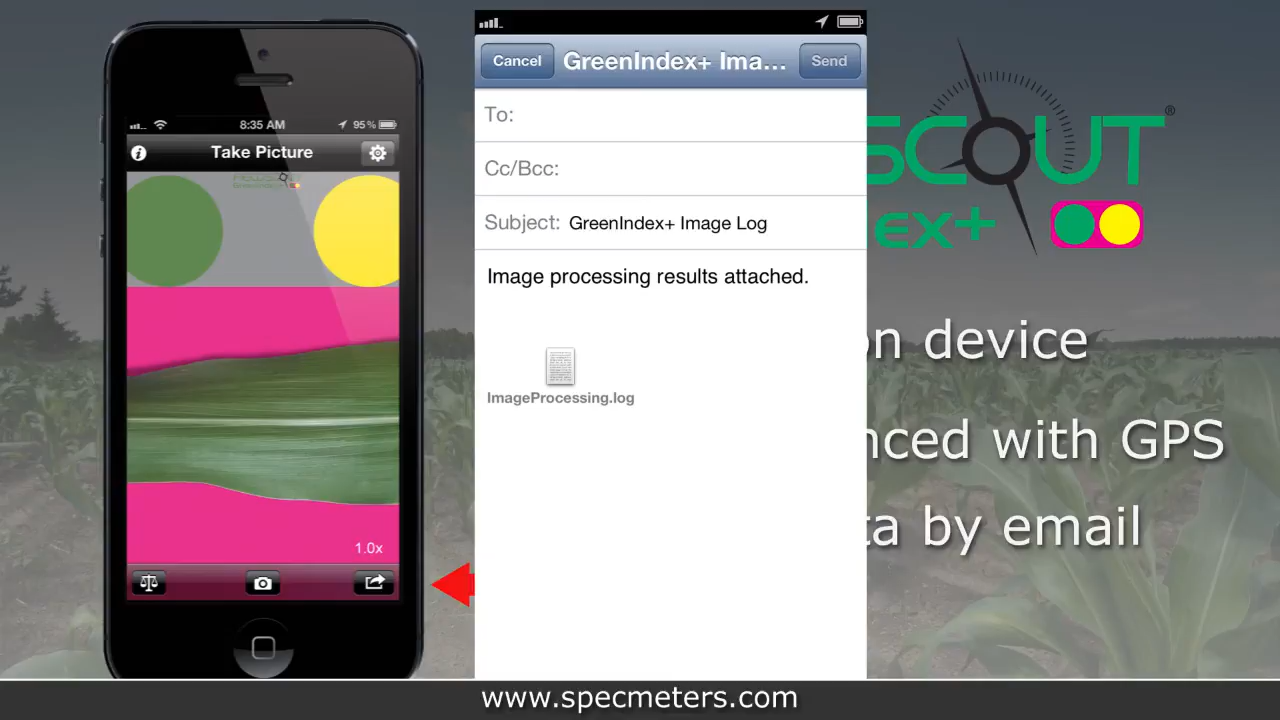 8:35 AM
95%
Take Picture
1.0x
Cancel
GreenIndex+ Ima...
Send
To:
Cc/Bcc:
Subject: GreenIndex+ Image Log
Image processing results attached.
ImageProcessing.log
SCOUT®
ex+
on device
nced with GPS
ta by email
www.specmeters.com